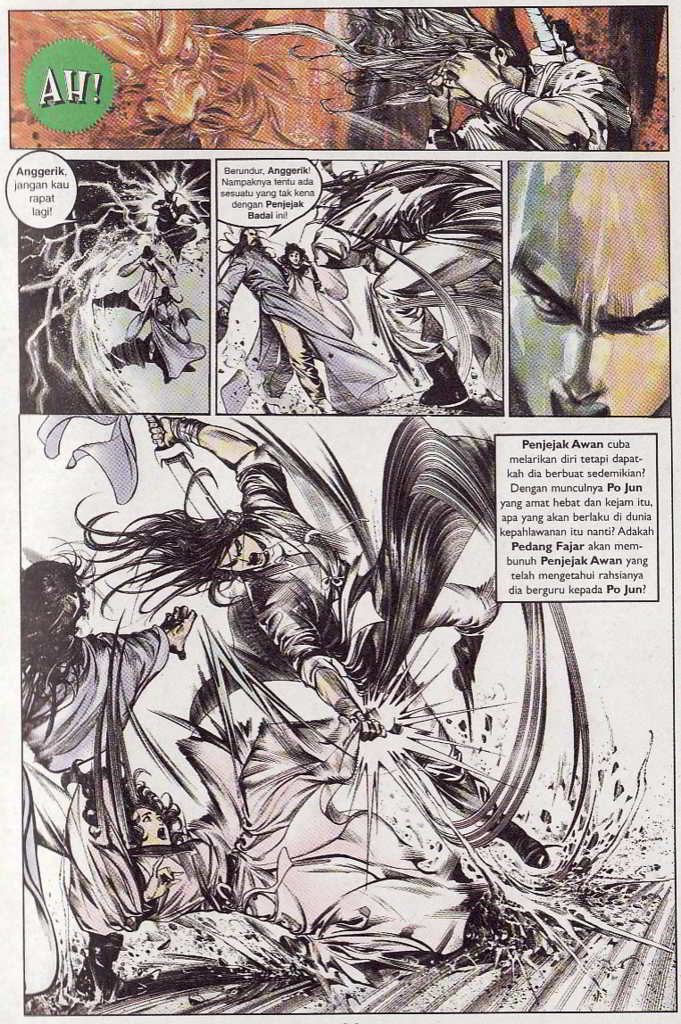 AH!
Anggerik,
jangan kau
rapat
lagi!
Berundur, Anggerik!
Nampaknya tentu ada
sesuatu yang tak kena
dengan Penjejak
Badai ini!
Penjejak Awan cuba
melarikan diri tetapi dapat-
kah dia berbuat sedemikian?
Dengan munculnya Po Jun
yang amat hebat dan kejam itu,
apa yang akan berlaku di dunia
kepahlawanan itu nanti? Adakah
Pedang Fajar akan mem-
bunuh Penjejak Awan yang
telah mengetahui rahsianya
dia berguru kepada Po Jun?